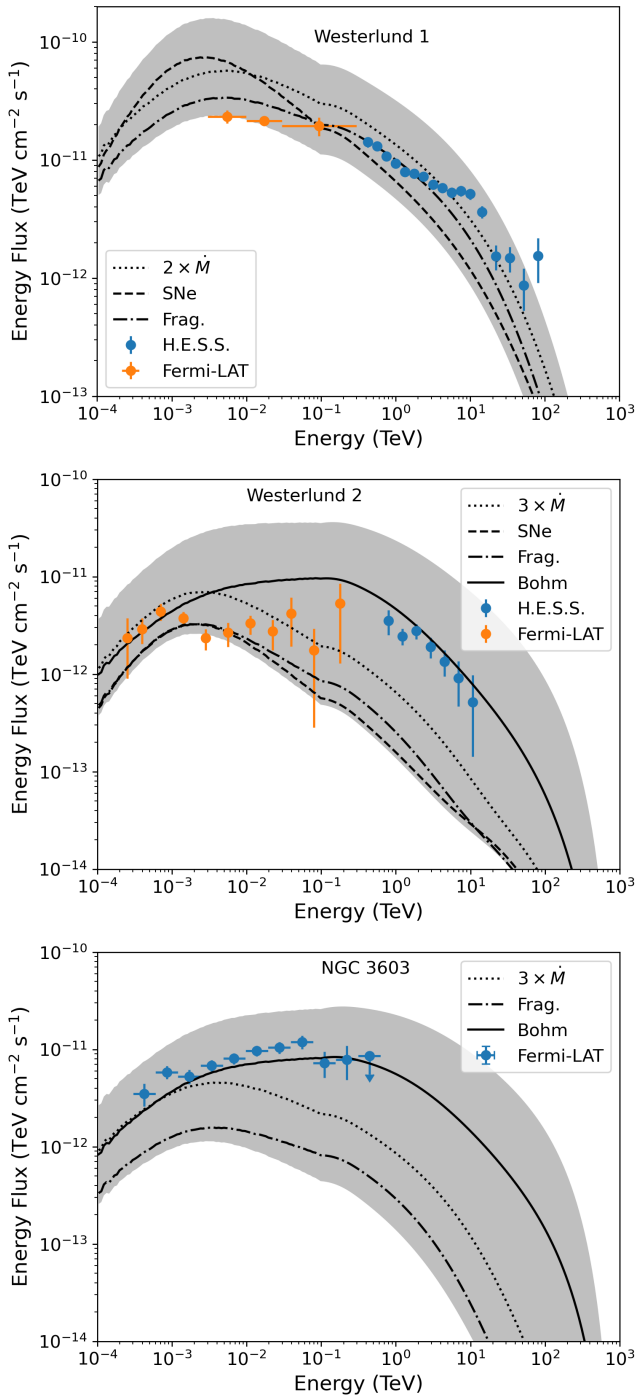 Westerlund 1
Energy Flux (TeV cm⁻² s⁻¹)
10⁻¹⁰
10⁻¹¹
10⁻¹²
10⁻¹³
2 × Ṁ
SNe
Frag.
H.E.S.S.
Fermi-LAT
10⁻⁴ 10⁻³ 10⁻² 10⁻¹ 10⁰ 10¹ 10² 10³
Energy (TeV)
Westerlund 2
Energy Flux (TeV cm⁻² s⁻¹)
10⁻¹⁰
10⁻¹¹
10⁻¹²
10⁻¹³
10⁻¹⁴
3 × Ṁ
SNe
Frag.
Bohm
H.E.S.S.
Fermi-LAT
10⁻⁴ 10⁻³ 10⁻² 10⁻¹ 10⁰ 10¹ 10² 10³
Energy (TeV)
NGC 3603
Energy Flux (TeV cm⁻² s⁻¹)
10⁻¹⁰
10⁻¹¹
10⁻¹²
10⁻¹³
10⁻¹⁴
3 × Ṁ
Frag.
Bohm
Fermi-LAT
10⁻⁴ 10⁻³ 10⁻² 10⁻¹ 10⁰ 10¹ 10² 10³
Energy (TeV)